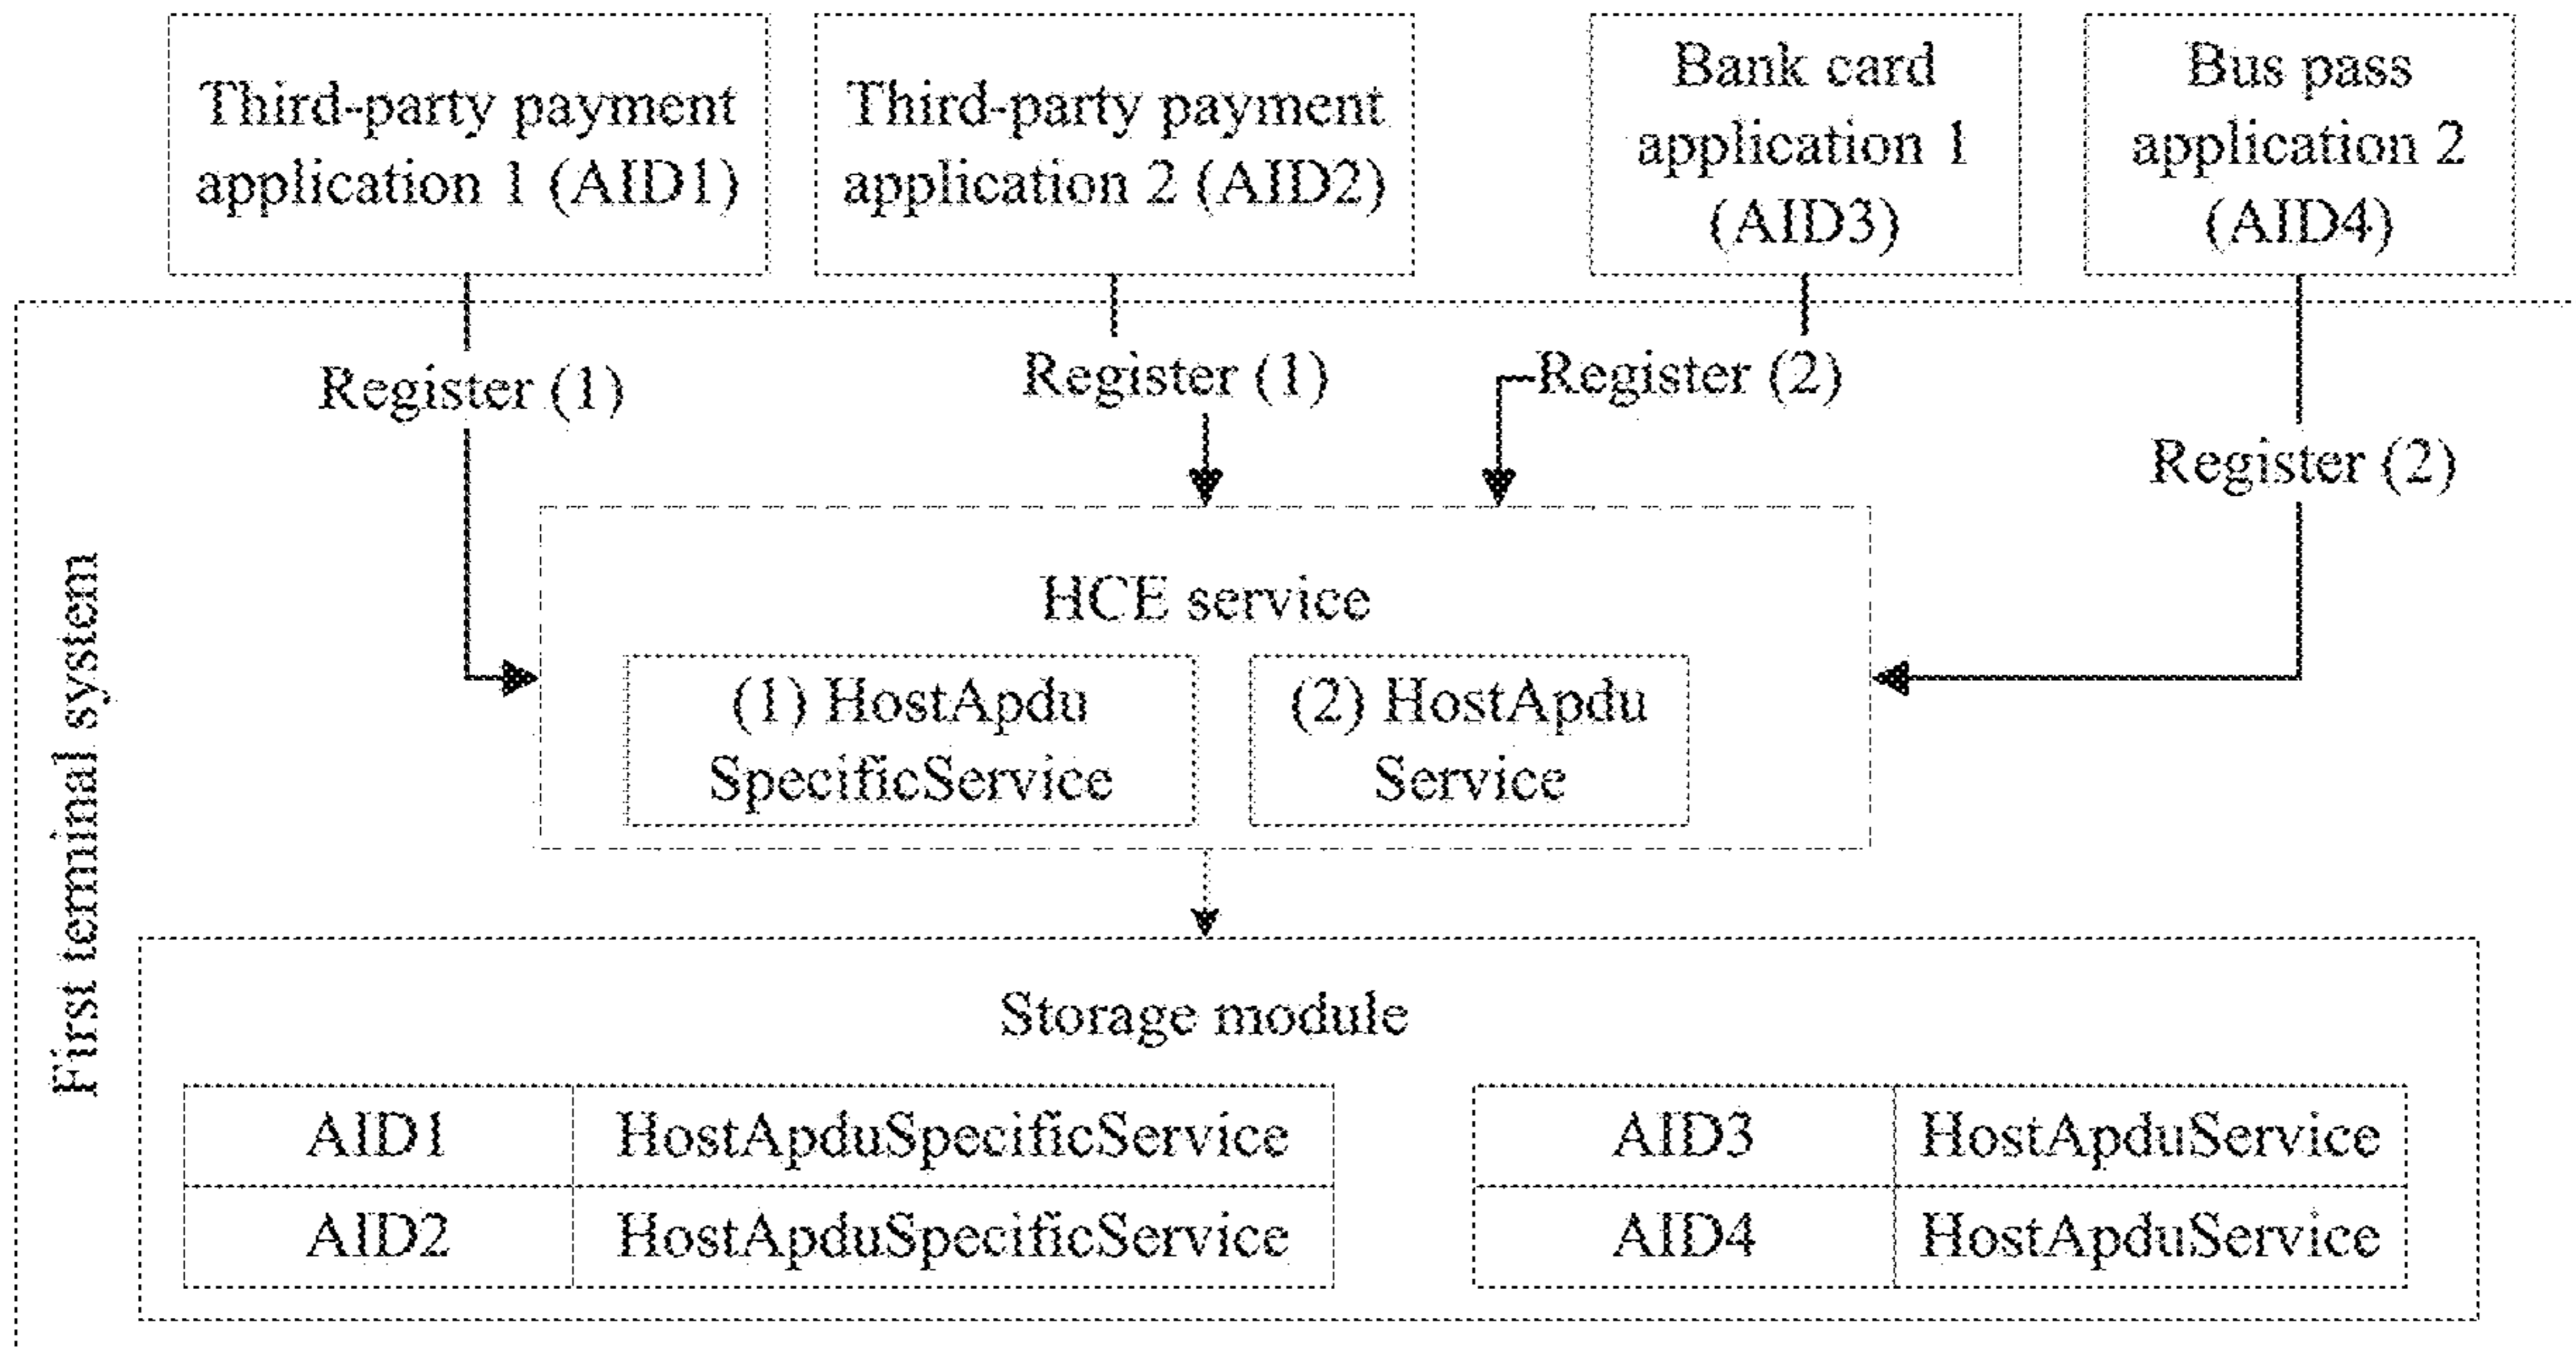 Third-party payment
application 1 (AID1)
Third-party payment
application 2 (AID2)
Bank card
application 1
(AID3)
Bus pass
application 2
(AID4)
Register (1)
Register (1)
Register (2)
Register (2)
First terminal system
HCE service
(1) HostApdu
SpecificService
(2) HostApdu
Service
Storage module
AID1 HostApduSpecificService
AID2 HostApduSpecificService
AID3 HostApduService
AID4 HostApduService